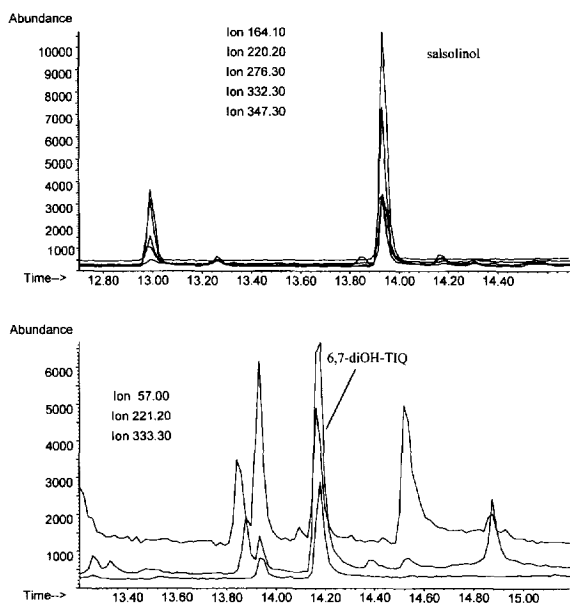 Abundance
Ion 164.10
Ion 220.20
Ion 276.30
Ion 332.30
Ion 347.30
salsolinol
10000
9000
8000
7000
6000
5000
4000
3000
2000
1000
Time-->
12.80 13.00 13.20 13.40 13.60 13.80 14.00 14.20 14.40
Abundance
6,7-diOH-TIQ
Ion 57.00
Ion 221.20
Ion 333.30
6000
5000
4000
3000
2000
1000
Time-->
13.40 13.60 13.80 14.00 14.20 14.40 14.60 14.80 15.00